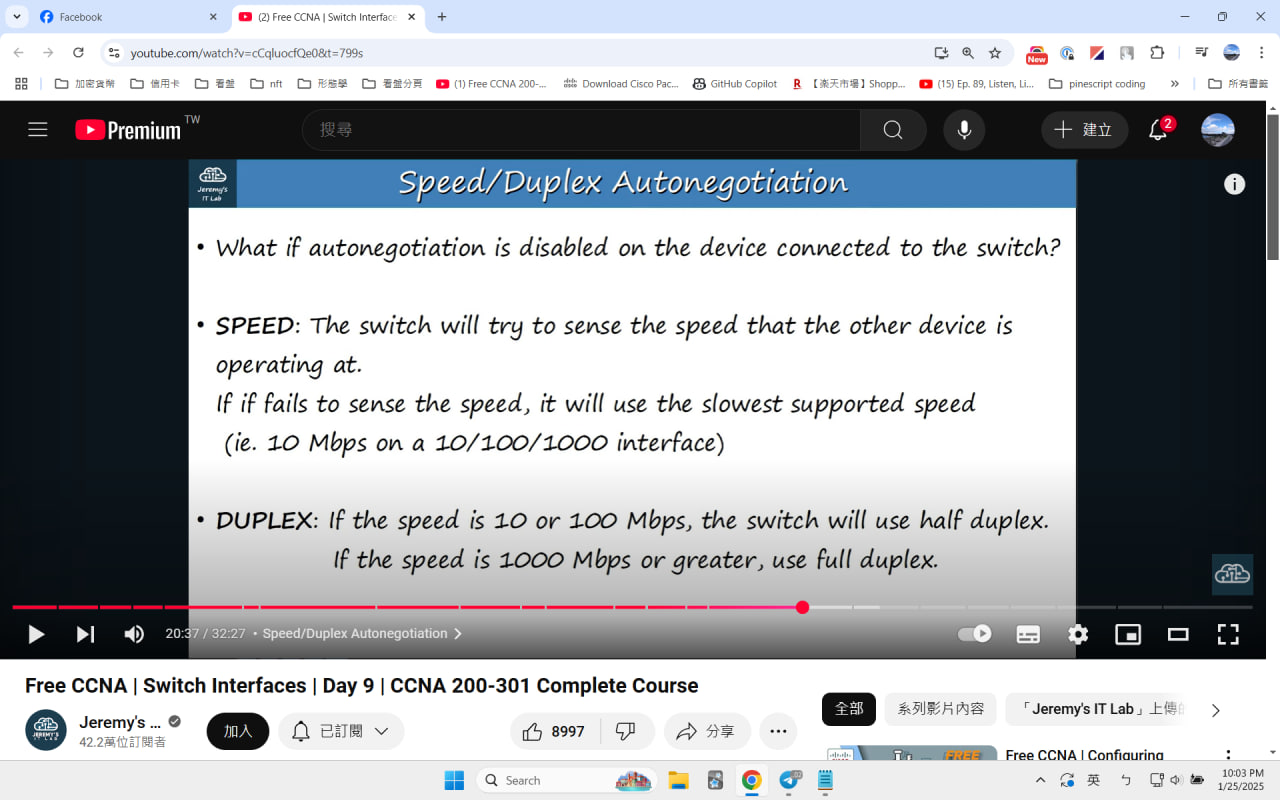 Facebook
(2) Free CCNA | Switch Interface
youtube.com/watch?v=cCqluocfQe0&t=799s
New
加密貨幣
信用卡
看盤
nft
形態學
看盤分頁
(1) Free CCNA 200-...
Download Cisco Pac...
GitHub Copilot
R
【楽天市場】Shopp...
(15) Ep. 89, Listen, Li...
pinescript coding
»
所有書籤
Premium TW
搜尋
建立
2
Jeremy's
IT Lab
Speed/Duplex Autonegotiation
• What if autonegotiation is disabled on the device connected to the switch?
• SPEED: The switch will try to sense the speed that the other device is
operating at.
If if fails to sense the speed, it will use the slowest supported speed
(ie. 10 Mbps on a 10/100/1000 interface)
• DUPLEX: If the speed is 10 or 100 Mbps, the switch will use half duplex.
If the speed is 1000 Mbps or greater, use full duplex.
20:37 / 32:27 • Speed/Duplex Autonegotiation
Free CCNA | Switch Interfaces | Day 9 | CCNA 200-301 Complete Course
Jeremy's
IT Lab
Jeremy's ...
42.2萬位訂閱者
加入
已訂閱
8997
分享
全部
系列影片內容
「Jeremy's IT Lab」上傳的
FREE
Free CCNA | Configuring
Search
英
ㄅ
10:03 PM
1/25/2025